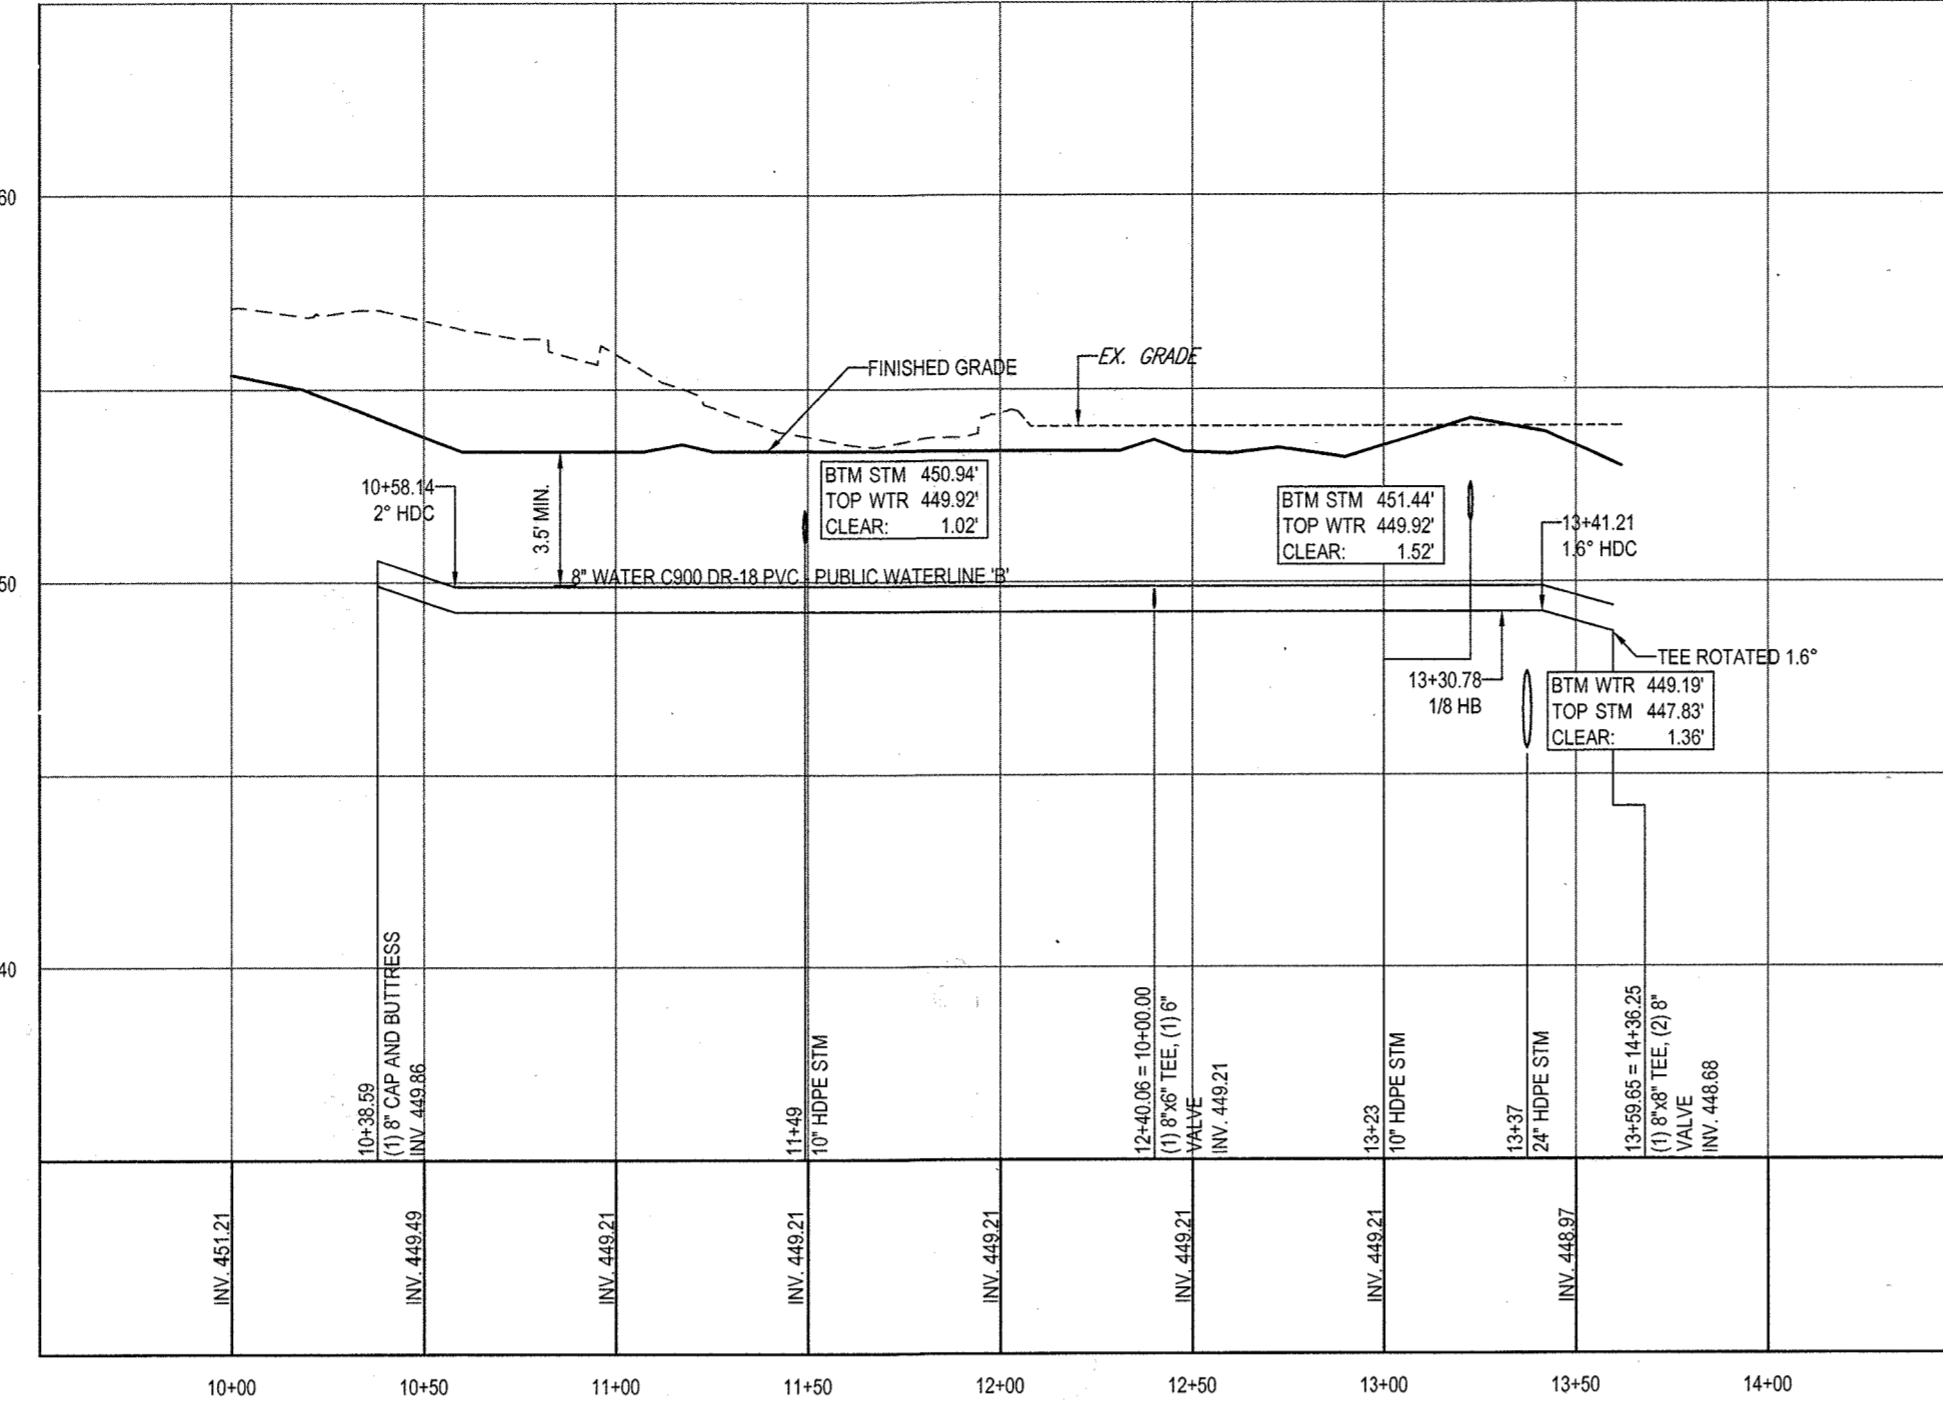 60
EX. GRADE
FINISHED GRADE
BTM STM 450.94'
TOP WTR 449.92'
CLEAR: 1.02'
10+58.14
2° HDC
3.5' MIN.
BTM STM 451.44'
TOP WTR 449.92'
CLEAR: 1.52'
13+41.21
1.6° HDC
50
8" WATER C900 DR-18 PVC - PUBLIC WATERLINE 'B'
TEE ROTATED 1.6°
13+30.78
1/8 HB
BTM WTR 449.19'
TOP STM 447.83'
CLEAR: 1.36'
40
10+38.59
(1) 8" CAP AND BUTTRESS
INV. 449.86
11+49
10" HDPE STM
12+40.06 = 10+00.00
(1) 8"x6" TEE, (1) 6"
VALVE
INV. 449.21
13+23
10" HDPE STM
13+37
24" HDPE STM
13+59.65 = 14+36.25
(1) 8"x8" TEE, (2) 8"
VALVE
INV. 448.68
INV. 451.21
INV. 449.49
INV. 449.21
INV. 449.21
INV. 449.21
INV. 449.21
INV. 449.21
INV. 448.97
10+00
10+50
11+00
11+50
12+00
12+50
13+00
13+50
14+00